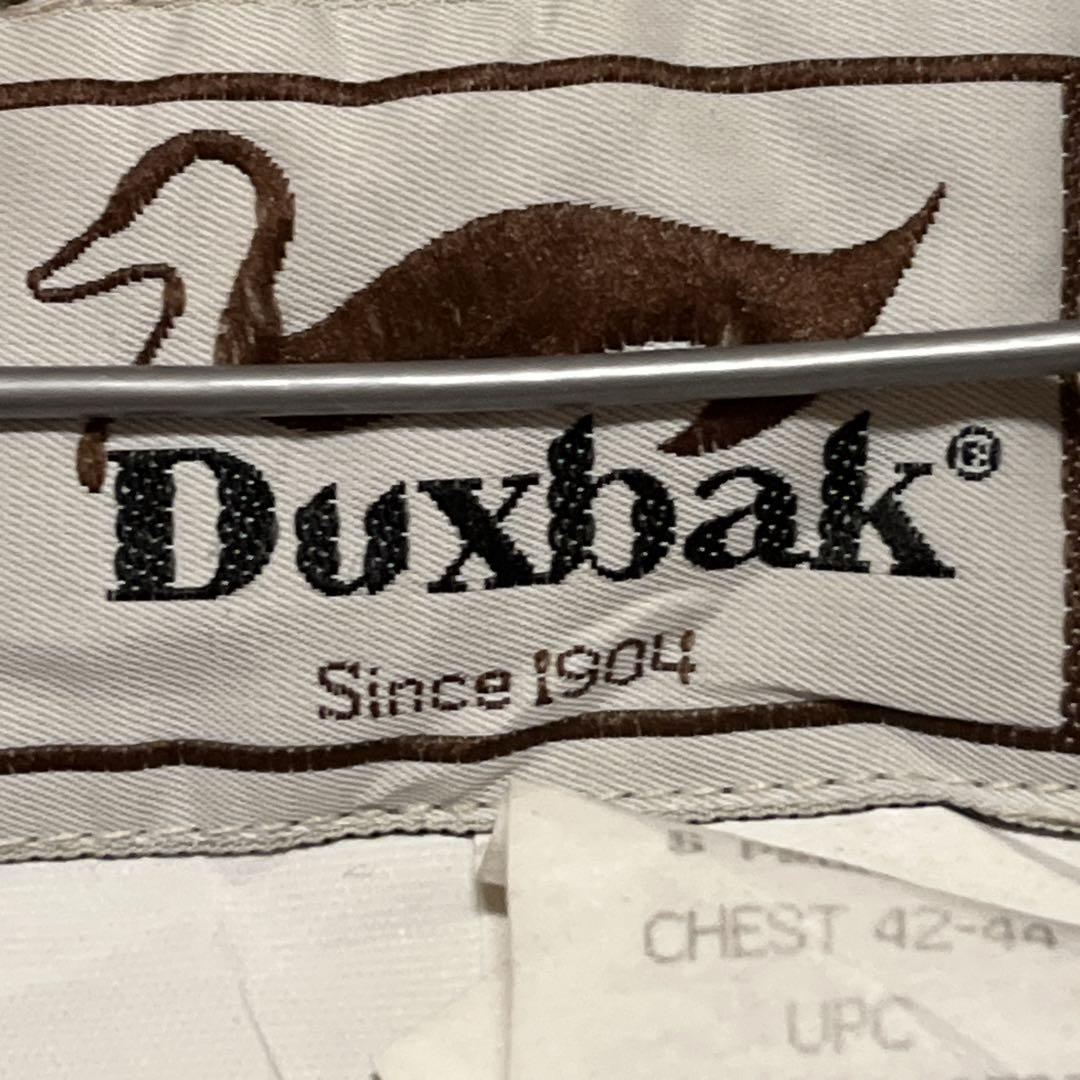 Duxbak®
Since 1904
CHEST 42-44
UPC